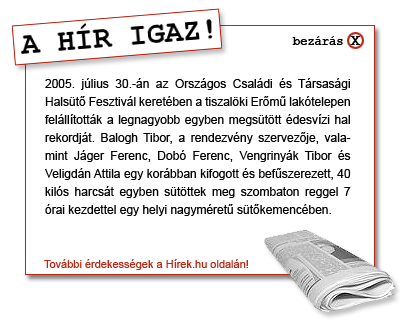 A HÍR IGAZ!
bezárás X
2005. július 30.-án az Országos Családi és Társasági
Halsütő Fesztivál keretében a tiszalöki Erőmű lakótelepen
felállították a legnagyobb egyben megsütött édesvízi hal
rekordját. Balogh Tibor, a rendezvény szervezője, vala-
mint Jáger Ferenc, Dobó Ferenc, Vengrinyák Tibor és
Veligdán Attila egy korábban kifogott és befűszerezett, 40
kilós harcsát egyben sütöttek meg szombaton reggel 7
órai kezdettel egy helyi nagyméretű sütőkemencében.
További érdekességek a Hírek.hu oldalán!